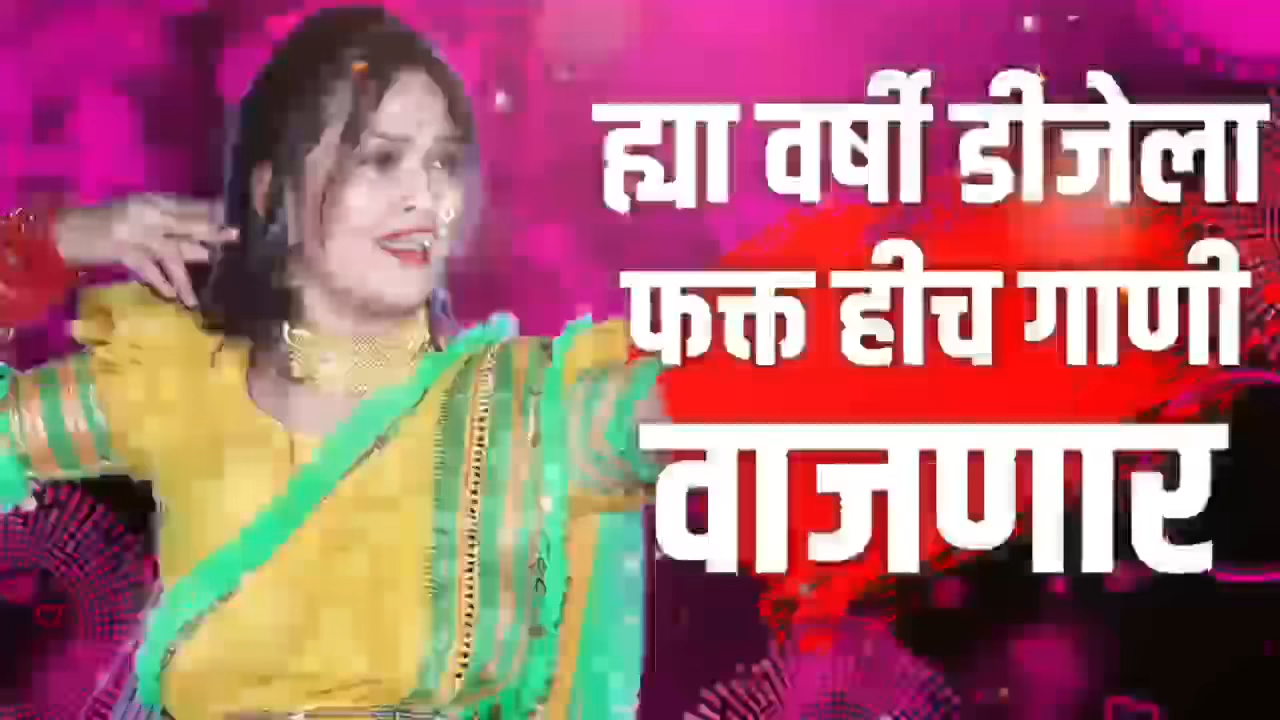 ह्या वर्षी डीजेला
फक्त हीच गाणी
वाजणार